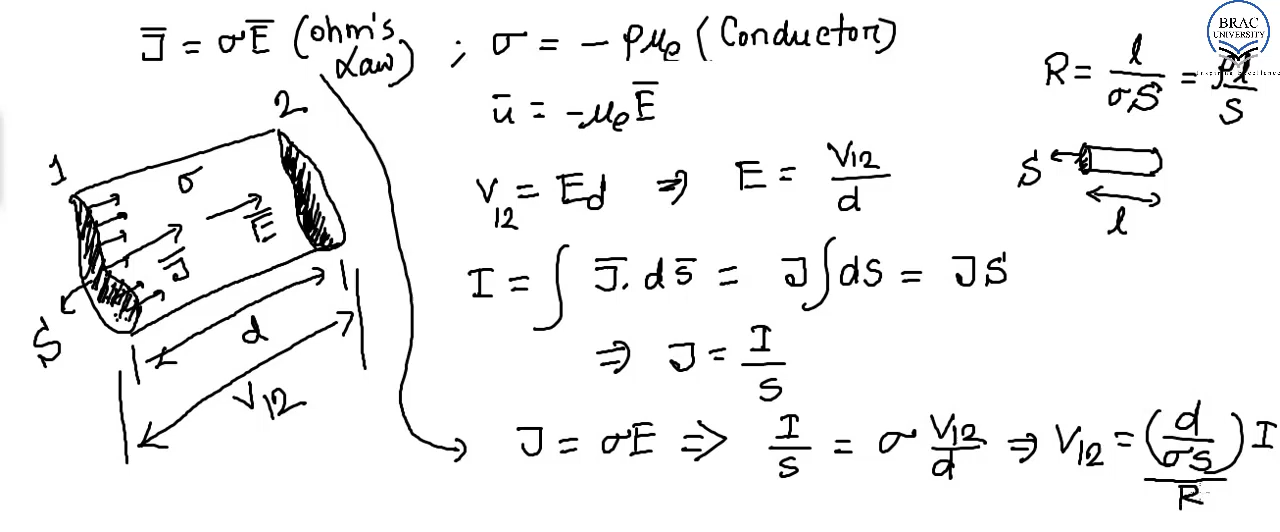 J̄ = σĒ (ohm's Law) ; σ = - ρμₑ (Conductor)
BRAC UNIVERSITY
R = l/σS = ρl/S
ū = -μₑĒ
1
2
σ
J̄
Ē
S
d
V₁₂
V₁₂ = Ed ⇒ E = V₁₂/d
S
l
I = ∫ J̄. ds̄ = J∫dS = JS
⇒ J = I/S
J = σE ⇒ I/S = σ V₁₂/d ⇒ V₁₂ = (d/σS) I
R